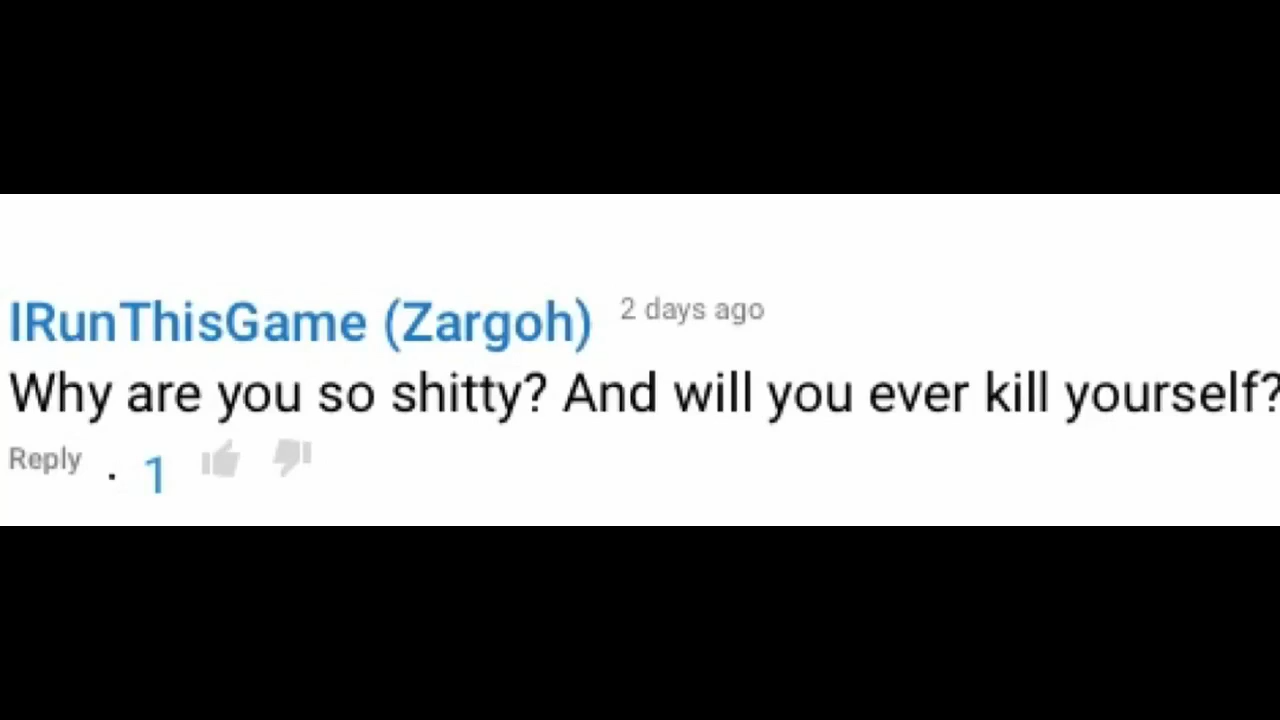 IRunThisGame (Zargoh) 2 days ago
Why are you so shitty? And will you ever kill yourself?
Reply . 1